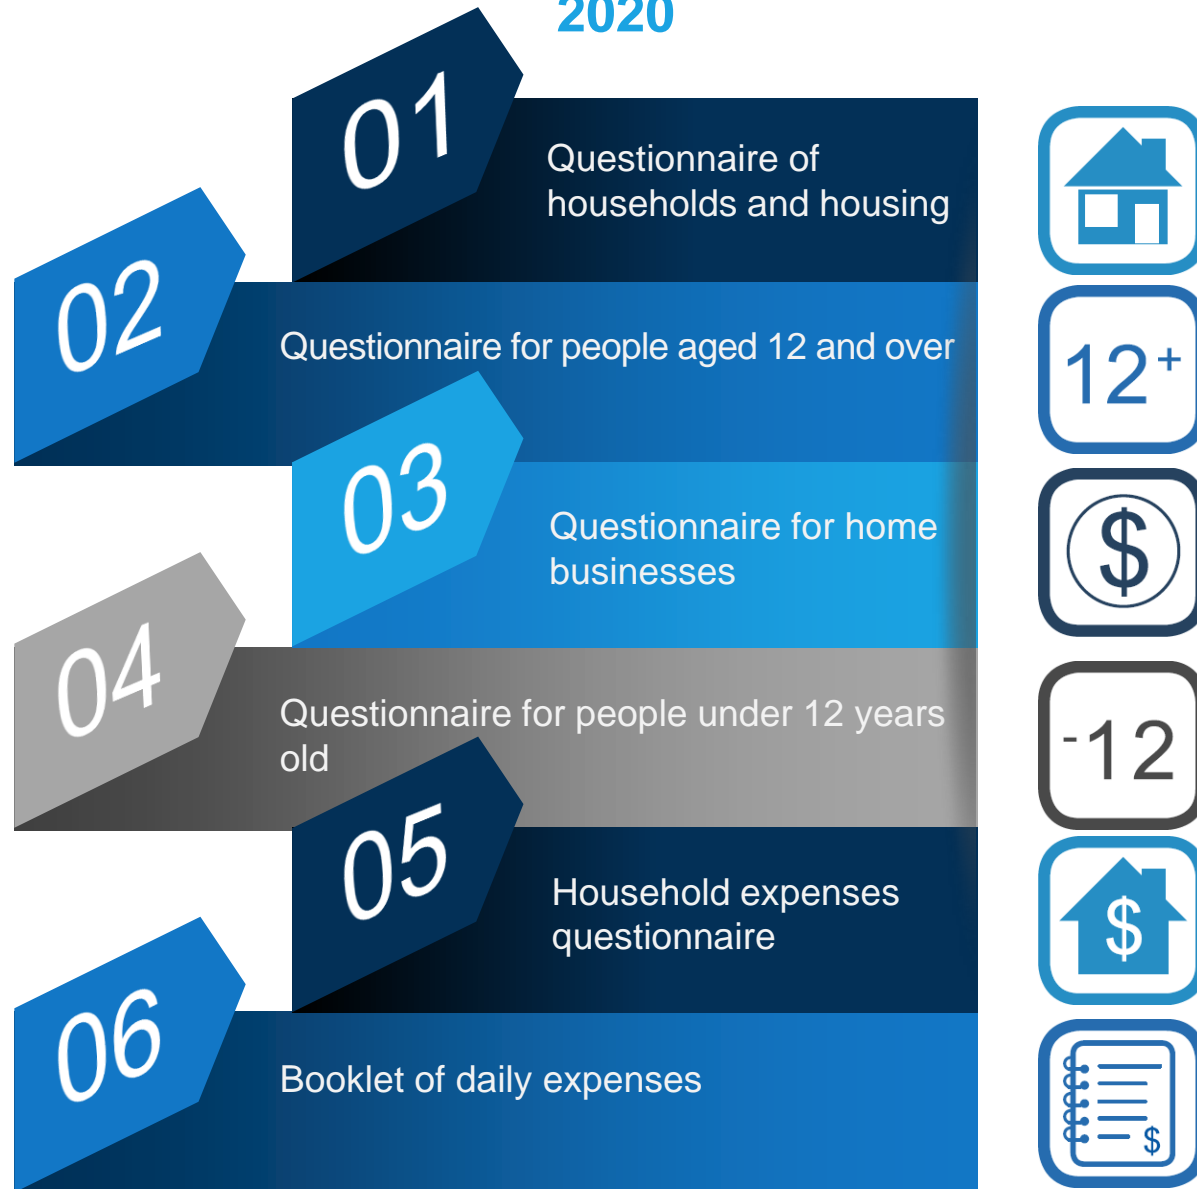 2020
01
Questionnaire of
households and housing
02
Questionnaire for people aged 12 and over
12+
03
Questionnaire for home
businesses
$
04
Questionnaire for people under 12 years
old
-12
05
Household expenses
questionnaire
$
06
Booklet of daily expenses
$